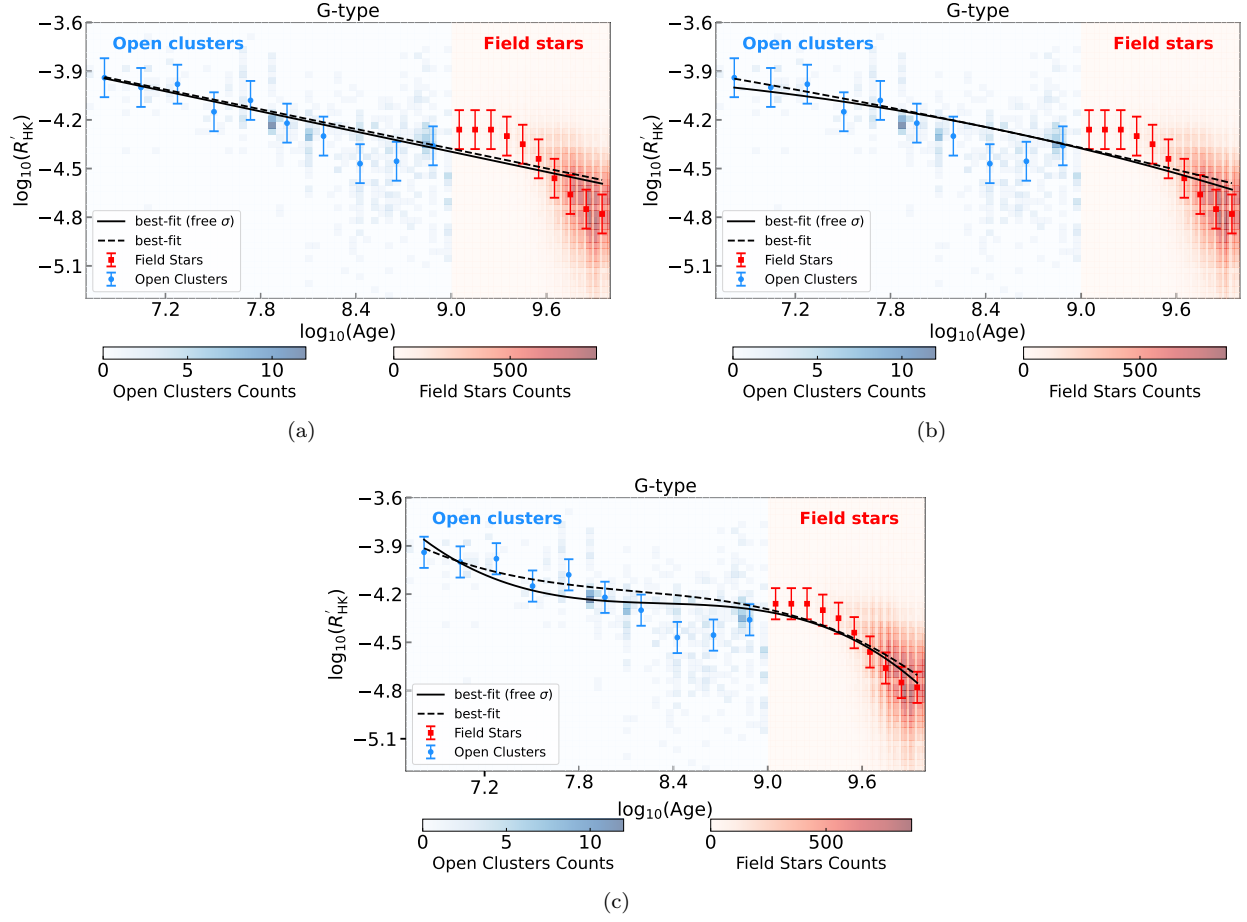 G-type
Open clusters
Field stars
log₁₀(R′HK)
−3.6
−3.9
−4.2
−4.5
−4.8
−5.1
best-fit (free σ)
best-fit
Field Stars
Open Clusters
7.2 7.8 8.4 9.0 9.6
log₁₀(Age)
0 5 10
Open Clusters Counts
0 500
Field Stars Counts
(a)
G-type
Open clusters
Field stars
log₁₀(R′HK)
−3.6
−3.9
−4.2
−4.5
−4.8
−5.1
best-fit (free σ)
best-fit
Field Stars
Open Clusters
7.2 7.8 8.4 9.0 9.6
log₁₀(Age)
0 5 10
Open Clusters Counts
0 500
Field Stars Counts
(b)
G-type
Open clusters
Field stars
log₁₀(R′HK)
−3.6
−3.9
−4.2
−4.5
−4.8
−5.1
best-fit (free σ)
best-fit
Field Stars
Open Clusters
7.2 7.8 8.4 9.0 9.6
log₁₀(Age)
0 5 10
Open Clusters Counts
0 500
Field Stars Counts
(c)